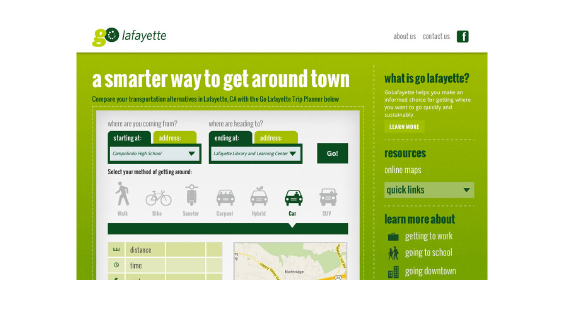 go lafayette
about us contact us f
a smarter way to get around town
Compare your transportation alternatives in Lafayette, CA with the Go Lafayette Trip Planner below
where are you coming from?
where are heading to?
starting at: address:
ending at: address:
Campolindo High School
Lafayette Library and Learning Center
Go!
Select your method of getting around:
Walk Bike Scooter Carpool Hybrid Car SUV
distance
time
what is go lafayette?
GoLafayette helps you make an
informed choice for getting where
you want to go quickly and
sustainably.
LEARN MORE
resources
online maps
quick links
learn more about
getting to work
going to school
going downtown